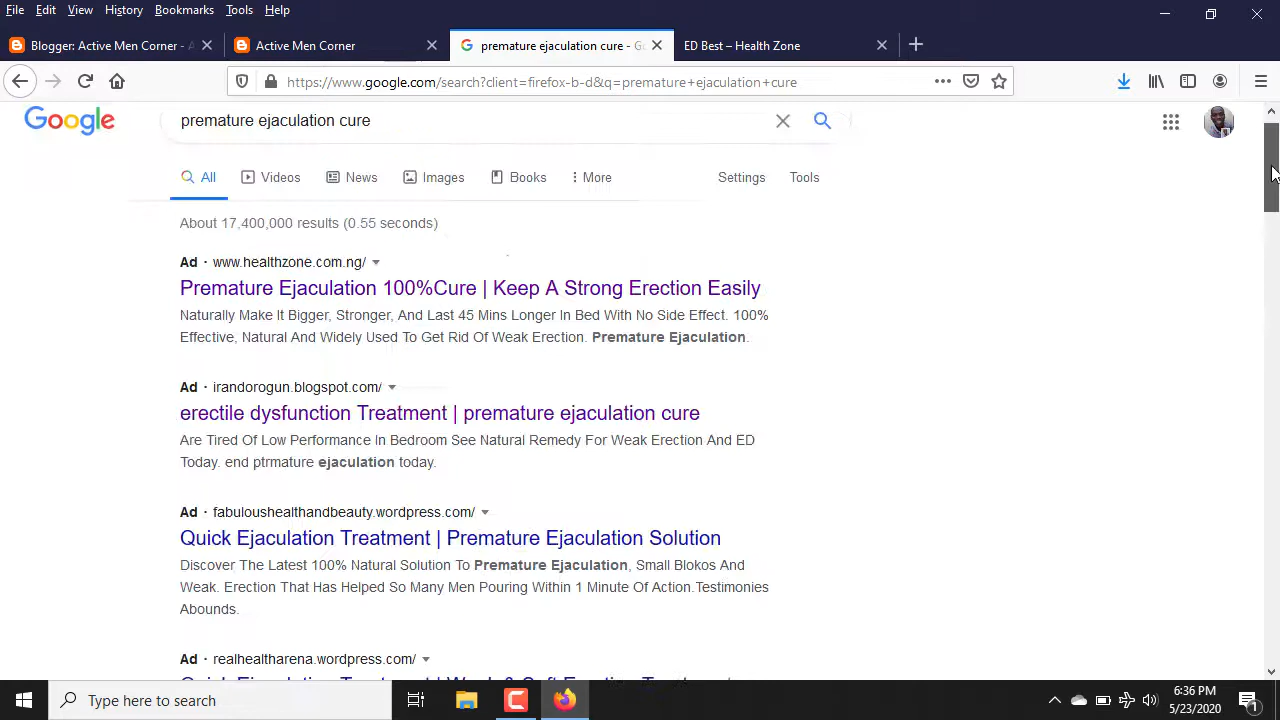 File Edit View History Bookmarks Tools Help
Blogger: Active Men Corner - A
Active Men Corner
premature ejaculation cure - Go
ED Best – Health Zone
https://www.google.com/search?client=firefox-b-d&q=premature+ejaculation+cure
Google
premature ejaculation cure
All Videos News Images Books More Settings Tools
About 17,400,000 results (0.55 seconds)
Ad · www.healthzone.com.ng/
Premature Ejaculation 100%Cure | Keep A Strong Erection Easily
Naturally Make It Bigger, Stronger, And Last 45 Mins Longer In Bed With No Side Effect. 100%
Effective, Natural And Widely Used To Get Rid Of Weak Erection. Premature Ejaculation.
Ad · irandorogun.blogspot.com/
erectile dysfunction Treatment | premature ejaculation cure
Are Tired Of Low Performance In Bedroom See Natural Remedy For Weak Erection And ED
Today. end ptrmature ejaculation today.
Ad · fabuloushealthandbeauty.wordpress.com/
Quick Ejaculation Treatment | Premature Ejaculation Solution
Discover The Latest 100% Natural Solution To Premature Ejaculation, Small Blokos And
Weak. Erection That Has Helped So Many Men Pouring Within 1 Minute Of Action.Testimonies
Abounds.
Ad · realhealtharena.wordpress.com/
Type here to search
6:36 PM
5/23/2020
1